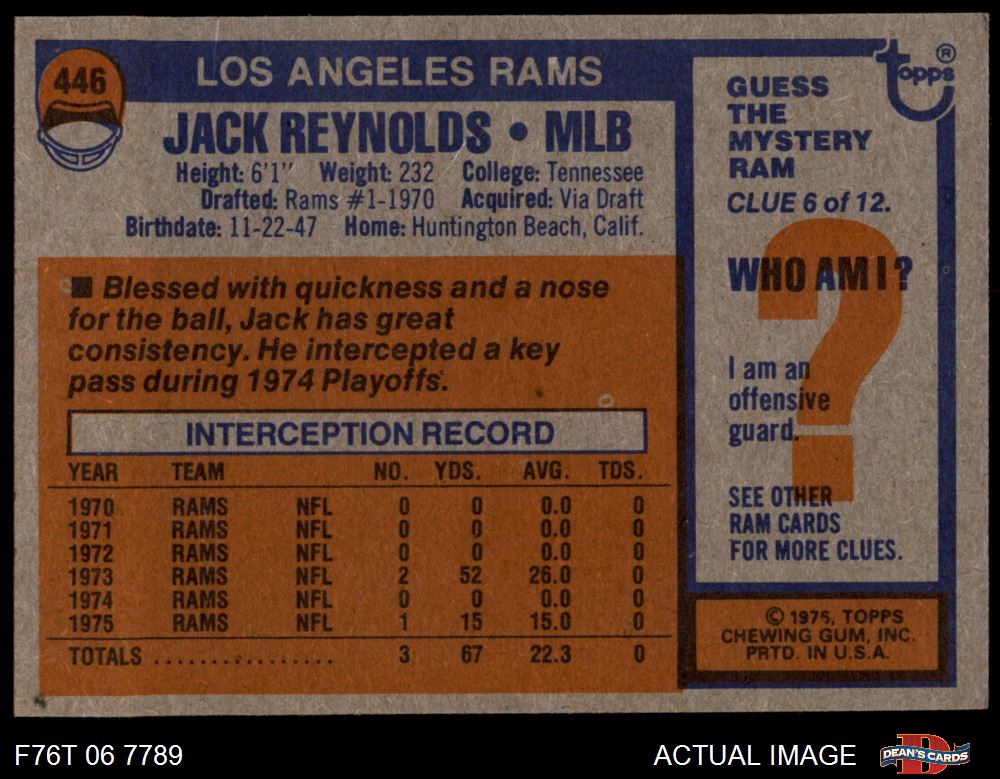 446
LOS ANGELES RAMS
JACK REYNOLDS • MLB
Height: 6'1" Weight: 232 College: Tennessee
Drafted: Rams #1-1970 Acquired: Via Draft
Birthdate: 11-22-47 Home: Huntington Beach, Calif.
■ Blessed with quickness and a nose
for the ball, Jack has great
consistency. He intercepted a key
pass during 1974 Playoffs.
INTERCEPTION RECORD
YEAR TEAM NO. YDS. AVG. TDS.
1970 RAMS NFL 0 0 0.0 0
1971 RAMS NFL 0 0 0.0 0
1972 RAMS NFL 0 0 0.0 0
1973 RAMS NFL 2 52 26.0 0
1974 RAMS NFL 0 0 0.0 0
1975 RAMS NFL 1 15 15.0 0
TOTALS ................ 3 67 22.3 0
Topps ®
GUESS
THE
MYSTERY
RAM
CLUE 6 of 12.
?
WHO AM I?
I am an
offensive
guard.
SEE OTHER
RAM CARDS
FOR MORE CLUES.
© 1976, TOPPS
CHEWING GUM, INC.
PRTD. IN U.S.A.
F76T 06 7789
ACTUAL IMAGE
D
DEAN'S CARDS